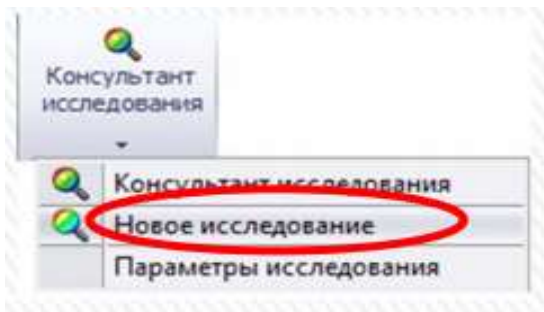 Консультант
исследования
Консультант исследования
Новое исследование
Параметры исследования